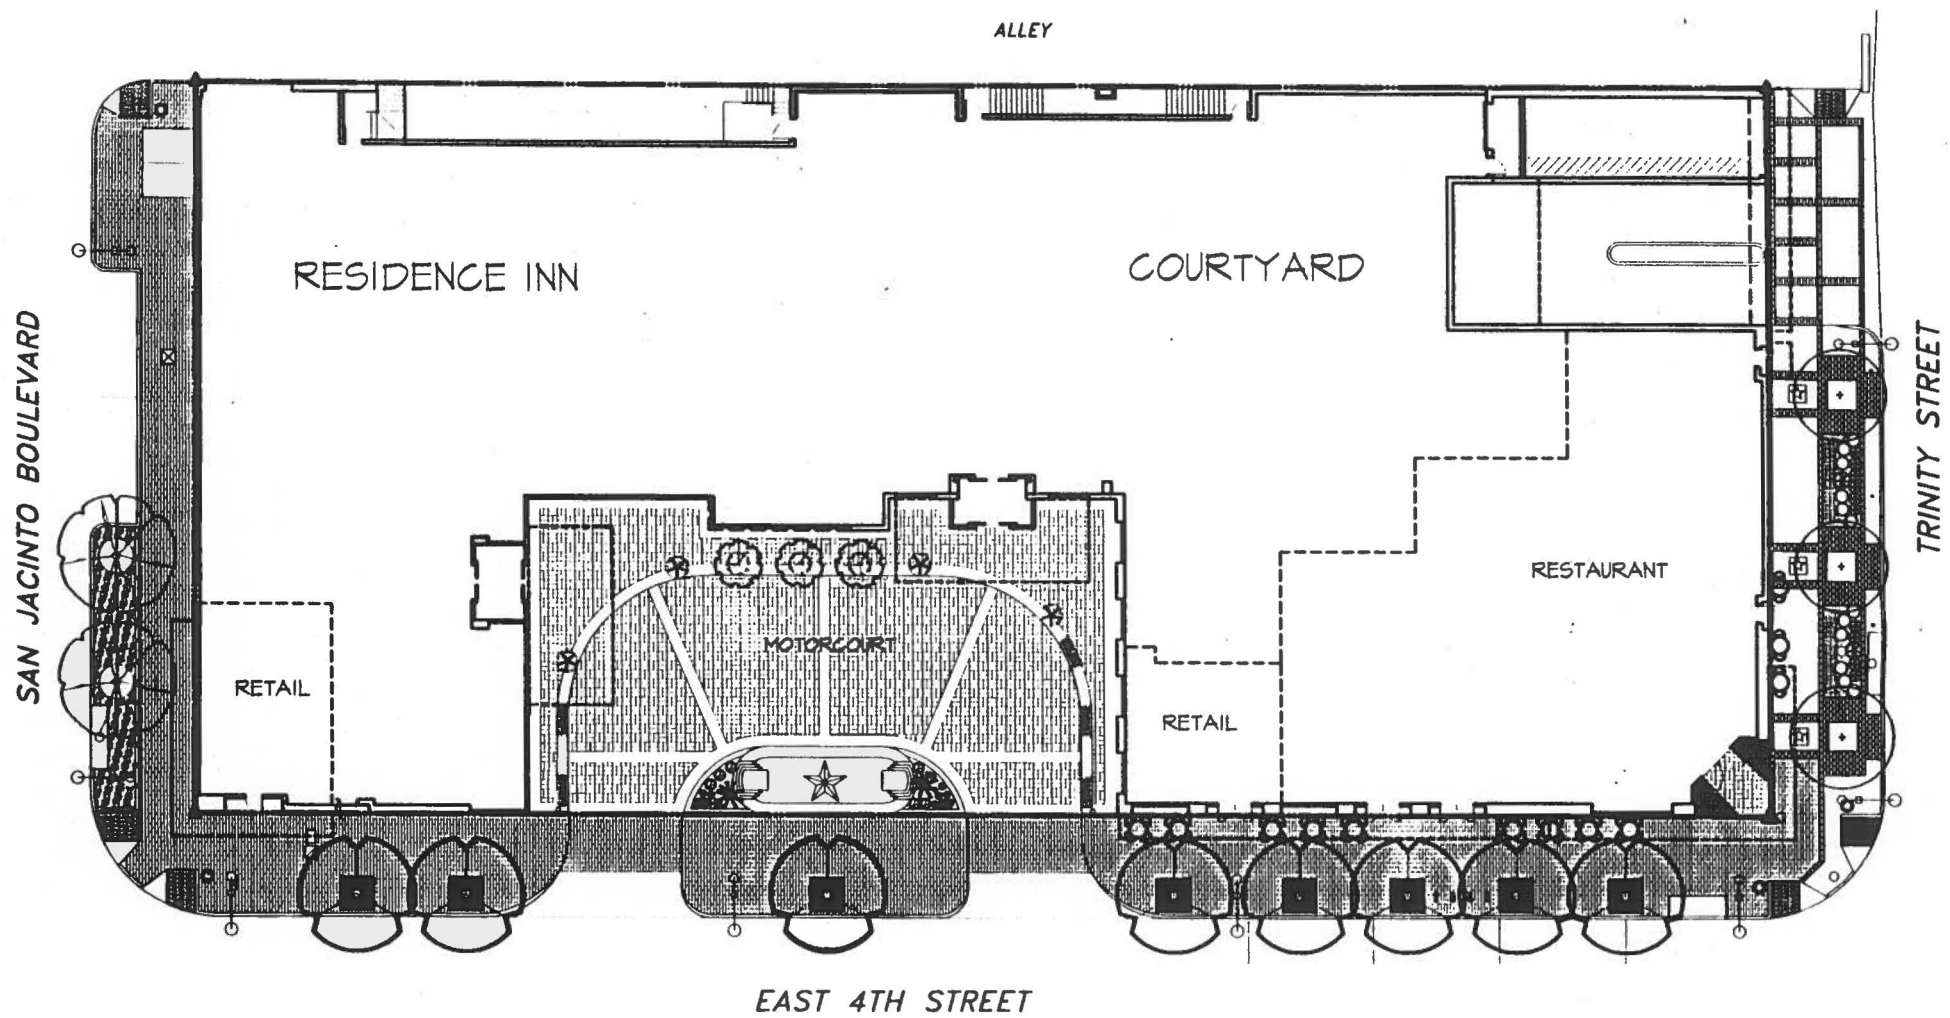 ALLEY
RESIDENCE INN
COURTYARD
SAN JACINTO BOULEVARD
TRINITY STREET
RESTAURANT
MOTORCOURT
RETAIL
RETAIL
EAST 4TH STREET